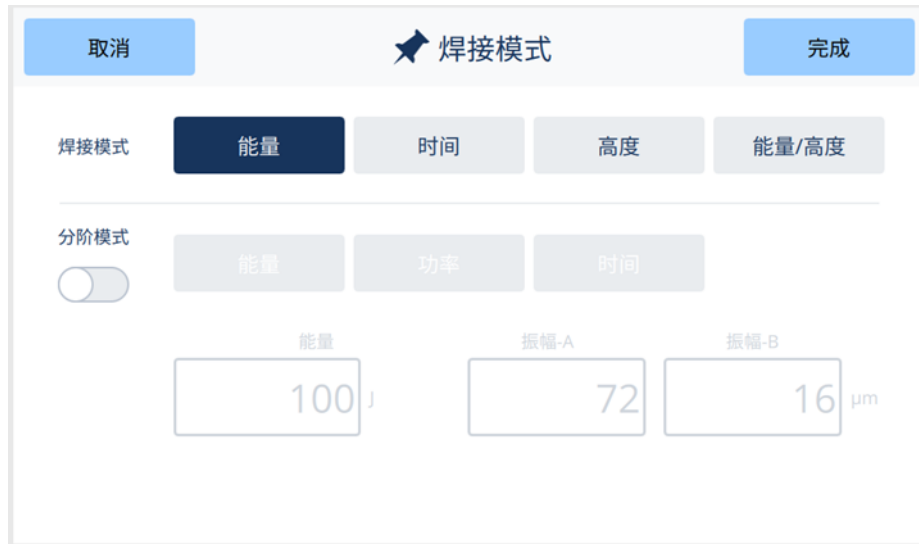 取消
焊接模式
完成
焊接模式
能量
时间
高度
能量/高度
分阶模式
能量
功率
时间
能量
振幅-A
振幅-B
100 J
72
16 μm